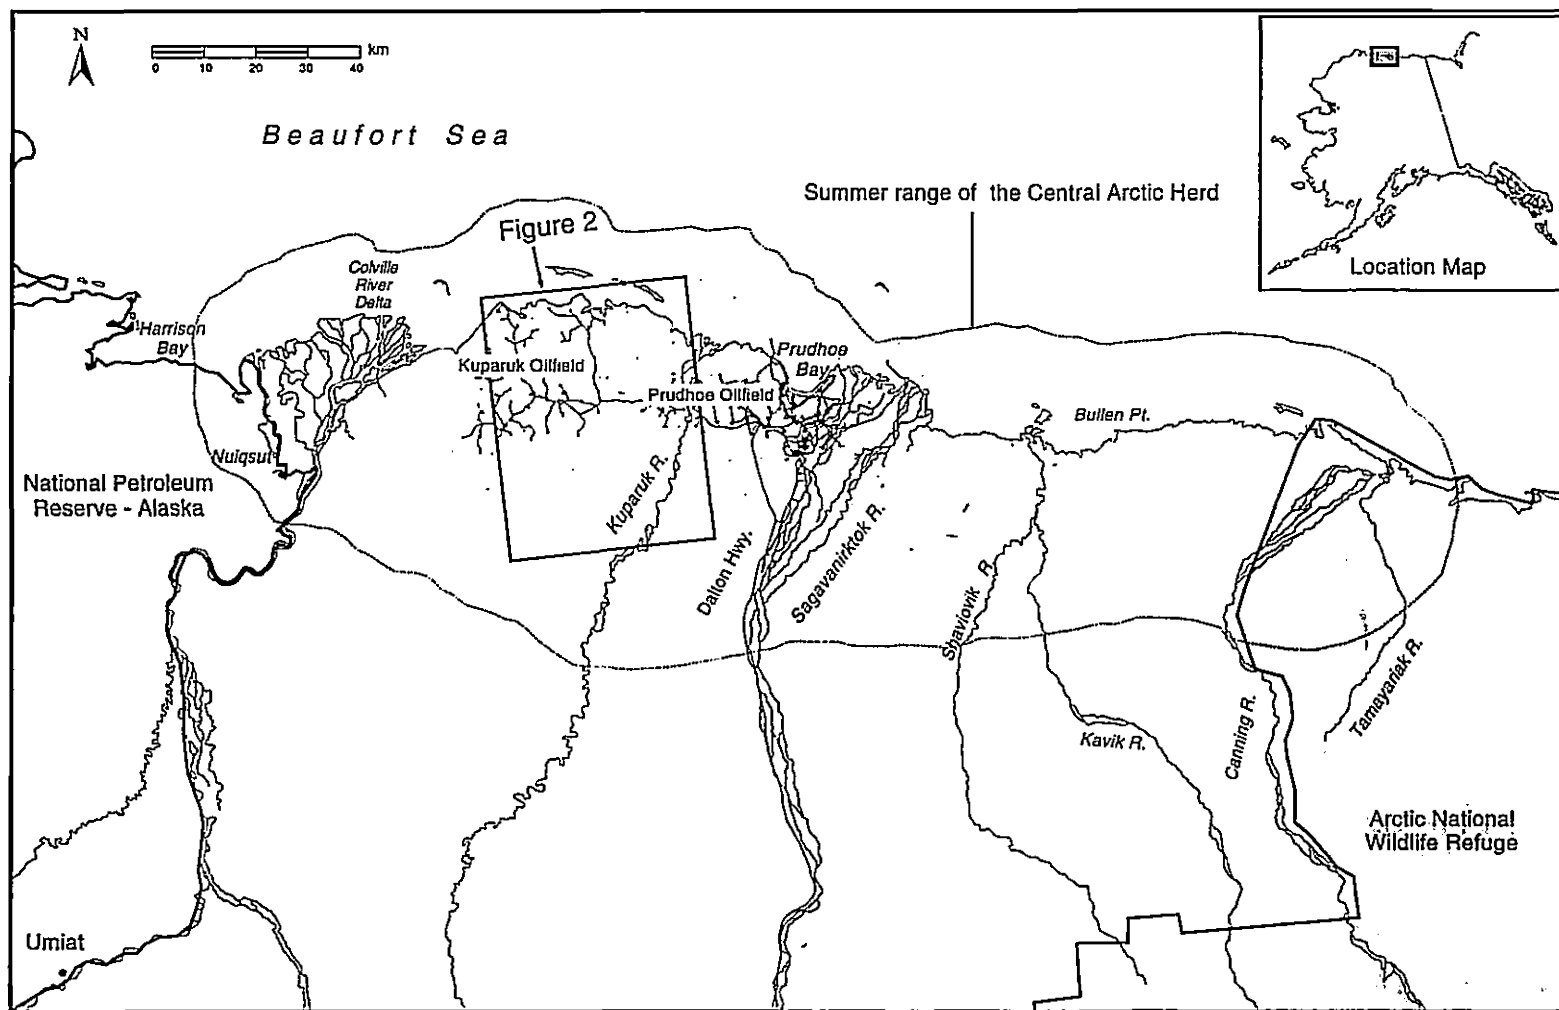 N
km
0 10 20 30 40
Beaufort Sea
Summer range of the Central Arctic Herd
Location Map
Figure 2
Colville
River
Delta
Harrison
Bay
Kuparuk Oilfield
Prudhoe
Bay
Prudhoe Oilfield
Bullen Pt.
Nuiqsut
National Petroleum
Reserve - Alaska
Kuparuk R.
Dalton Hwy.
Sagavanirktok R.
Shaviovik R.
Kavik R.
Canning R.
Tamayariak R.
Arctic National
Wildlife Refuge
Umiat